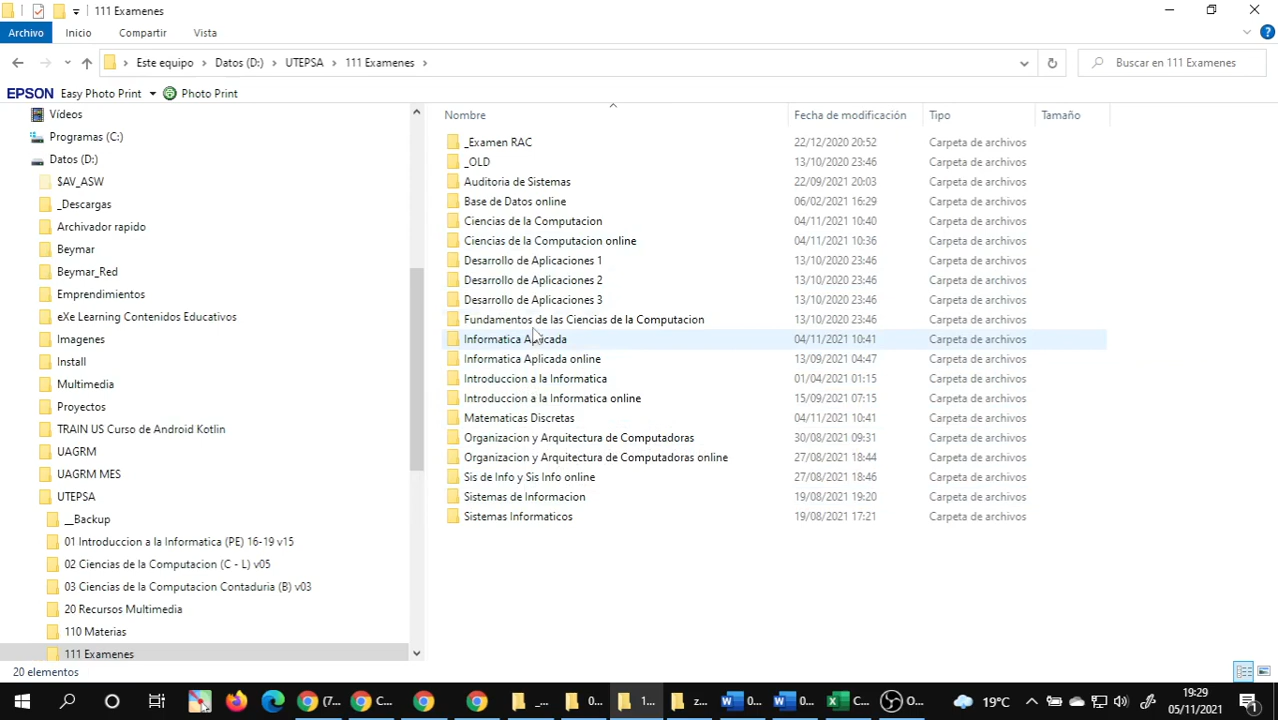 111 Examenes
Archivo Inicio Compartir Vista
Este equipo Datos (D:) UTEPSA 111 Examenes
Buscar en 111 Examenes
EPSON Easy Photo Print Photo Print
Vídeos
Programas (C:)
Datos (D:)
$AV_ASW
_Descargas
Archivador rapido
Beymar
Beymar_Red
Emprendimientos
eXe Learning Contenidos Educativos
Imagenes
Install
Multimedia
Proyectos
TRAIN US Curso de Android Kotlin
UAGRM
UAGRM MES
UTEPSA
__Backup
01 Introduccion a la Informatica (PE) 16-19 v15
02 Ciencias de la Computacion (C - L) v05
03 Ciencias de la Computacion Contaduria (B) v03
20 Recursos Multimedia
110 Materias
111 Examenes
Nombre Fecha de modificación Tipo Tamaño
_Examen RAC 22/12/2020 20:52 Carpeta de archivos
_OLD 13/10/2020 23:46 Carpeta de archivos
Auditoria de Sistemas 22/09/2021 20:03 Carpeta de archivos
Base de Datos online 06/02/2021 16:29 Carpeta de archivos
Ciencias de la Computacion 04/11/2021 10:40 Carpeta de archivos
Ciencias de la Computacion online 04/11/2021 10:36 Carpeta de archivos
Desarrollo de Aplicaciones 1 13/10/2020 23:46 Carpeta de archivos
Desarrollo de Aplicaciones 2 13/10/2020 23:46 Carpeta de archivos
Desarrollo de Aplicaciones 3 13/10/2020 23:46 Carpeta de archivos
Fundamentos de las Ciencias de la Computacion 13/10/2020 23:46 Carpeta de archivos
Informatica Aplicada 04/11/2021 10:41 Carpeta de archivos
Informatica Aplicada online 13/09/2021 04:47 Carpeta de archivos
Introduccion a la Informatica 01/04/2021 01:15 Carpeta de archivos
Introduccion a la Informatica online 15/09/2021 07:15 Carpeta de archivos
Matematicas Discretas 04/11/2021 10:41 Carpeta de archivos
Organizacion y Arquitectura de Computadoras 30/08/2021 09:31 Carpeta de archivos
Organizacion y Arquitectura de Computadoras online 27/08/2021 18:44 Carpeta de archivos
Sis de Info y Sis Info online 27/08/2021 18:46 Carpeta de archivos
Sistemas de Informacion 19/08/2021 19:20 Carpeta de archivos
Sistemas Informaticos 19/08/2021 17:21 Carpeta de archivos
20 elementos
(7... C... _... 0... 1... z... 0... 0... C... O... 19°C 19:29
05/11/2021